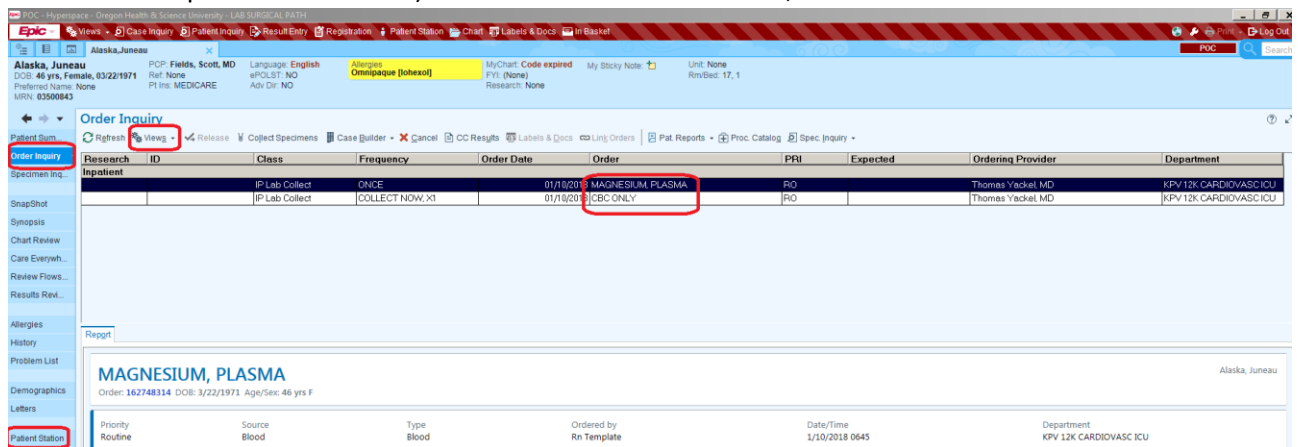 POC - Hyperspace - Oregon Health & Science University - LAB SURGICAL PATH
Epic Views Case Inquiry Patient Inquiry Result Entry Registration Patient Station Chart Labels & Docs In Basket Print Log Out
Alaska,Juneau POC Search
Alaska, Juneau PCP: Fields, Scott, MD Language: English Allergies MyChart: Code expired My Sticky Note: Unit: None
DOB: 46 yrs, Female, 03/22/1971 Ref: None ePOLST: NO Omnipaque [Iohexol] FYI: (None) Rm/Bed: 17, 1
Preferred Name: None Pt Ins: MEDICARE Adv Dir: NO Research: None
MRN: 03500843
Order Inquiry
Patient Sum... Refresh Views Release Collect Specimens Case Builder Cancel CC Results Labels & Docs Link Orders Pat. Reports Proc. Catalog Spec. Inquiry
Order Inquiry Research ID Class Frequency Order Date Order PRI Expected Ordering Provider Department
Specimen Inq... Inpatient
IP Lab Collect ONCE 01/10/2018 MAGNESIUM, PLASMA RO Thomas Yackel, MD KPV 12K CARDIOVASC ICU
IP Lab Collect COLLECT NOW, X1 01/10/2018 CBC ONLY RO Thomas Yackel, MD KPV 12K CARDIOVASC ICU
SnapShot
Synopsis
Chart Review
Care Everywh...
Review Flows...
Results Revi...
Allergies
Report
History
Problem List
MAGNESIUM, PLASMA Alaska, Juneau
Demographics Order: 162748314 DOB: 3/22/1971 Age/Sex: 46 yrs F
Letters
Priority Source Type Ordered by Date/Time Department
Patient Station Routine Blood Blood Rn Template 1/10/2018 0645 KPV 12K CARDIOVASC ICU